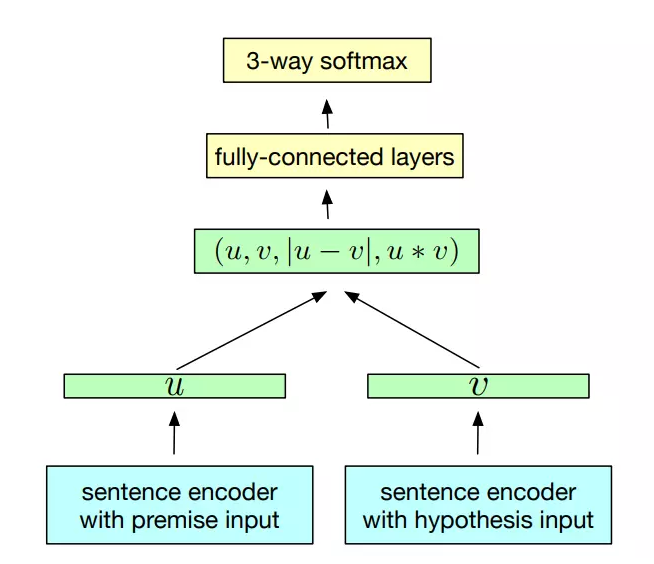 3-way softmax
fully-connected layers
(u, v, |u − v|, u ∗ v)
u
v
sentence encoder
with premise input
sentence encoder
with hypothesis input